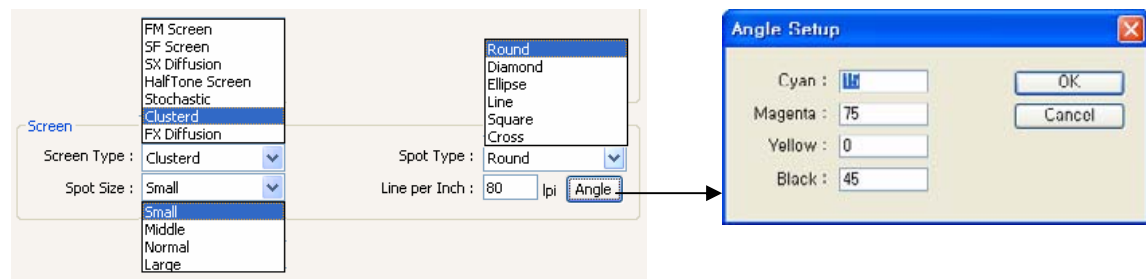 FM Screen
SF Screen
SX Diffusion
HalfTone Screen
Stochastic
Clusterd
FX Diffusion
Round
Diamond
Ellipse
Line
Square
Cross
Screen
Screen Type : Clusterd
Spot Type : Round
Spot Size : Small
Line per Inch : 80 lpi Angle
Small
Middle
Normal
Large
Angle Setup
Cyan : 15
OK
Magenta : 75
Cancel
Yellow : 0
Black : 45